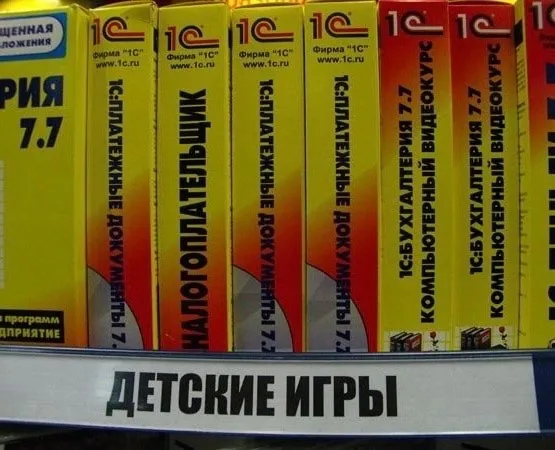 ЩЕННАЯ
ЛОЖЕНИЯ
РИЯ
7.7
программ
ДПРИЯТИЕ
1С
Фирма "1С"
www.1c.ru
1С:ПЛАТЕЖНЫЕ ДОКУМЕНТЫ 7.7
1С
Фирма "1С"
www.1c.ru
НАЛОГОПЛАТЕЛЬЩИК
1С
Фирма "1С"
www.1c.ru
1С:ПЛАТЕЖНЫЕ ДОКУМЕНТЫ 7.7
1С
Фирма "1С"
www.1c.ru
1С:ПЛАТЕЖНЫЕ ДОКУМЕНТЫ 7.7
1С
1С:БУХГАЛТЕРИЯ 7.7
КОМПЬЮТЕРНЫЙ ВИДЕОКУРС
1С
1С:БУХГАЛТЕРИЯ 7.7
КОМПЬЮТЕРНЫЙ ВИДЕОКУРС
ДЕТСКИЕ ИГРЫ